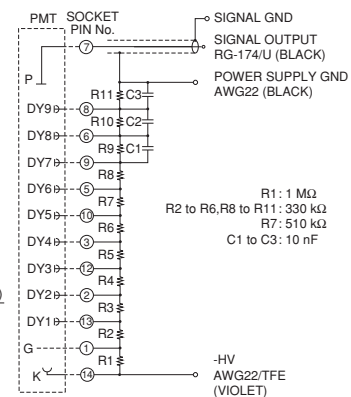 PMT SOCKET
PIN No.
SIGNAL GND
SIGNAL OUTPUT
RG-174/U (BLACK)
7
P
POWER SUPPLY GND
AWG22 (BLACK)
R11 C3
DY9 8
R10 C2
DY8 6
R9 C1
DY7 9
R8
DY6 5
R7
DY5 10
R6
DY4 3
R5
DY3 12
R4
DY2 2
R3
DY1 13
R2
G 1
R1
K 14
R1: 1 MΩ
R2 to R6,R8 to R11: 330 kΩ
R7: 510 kΩ
C1 to C3: 10 nF
-HV
AWG22/TFE
(VIOLET)
)